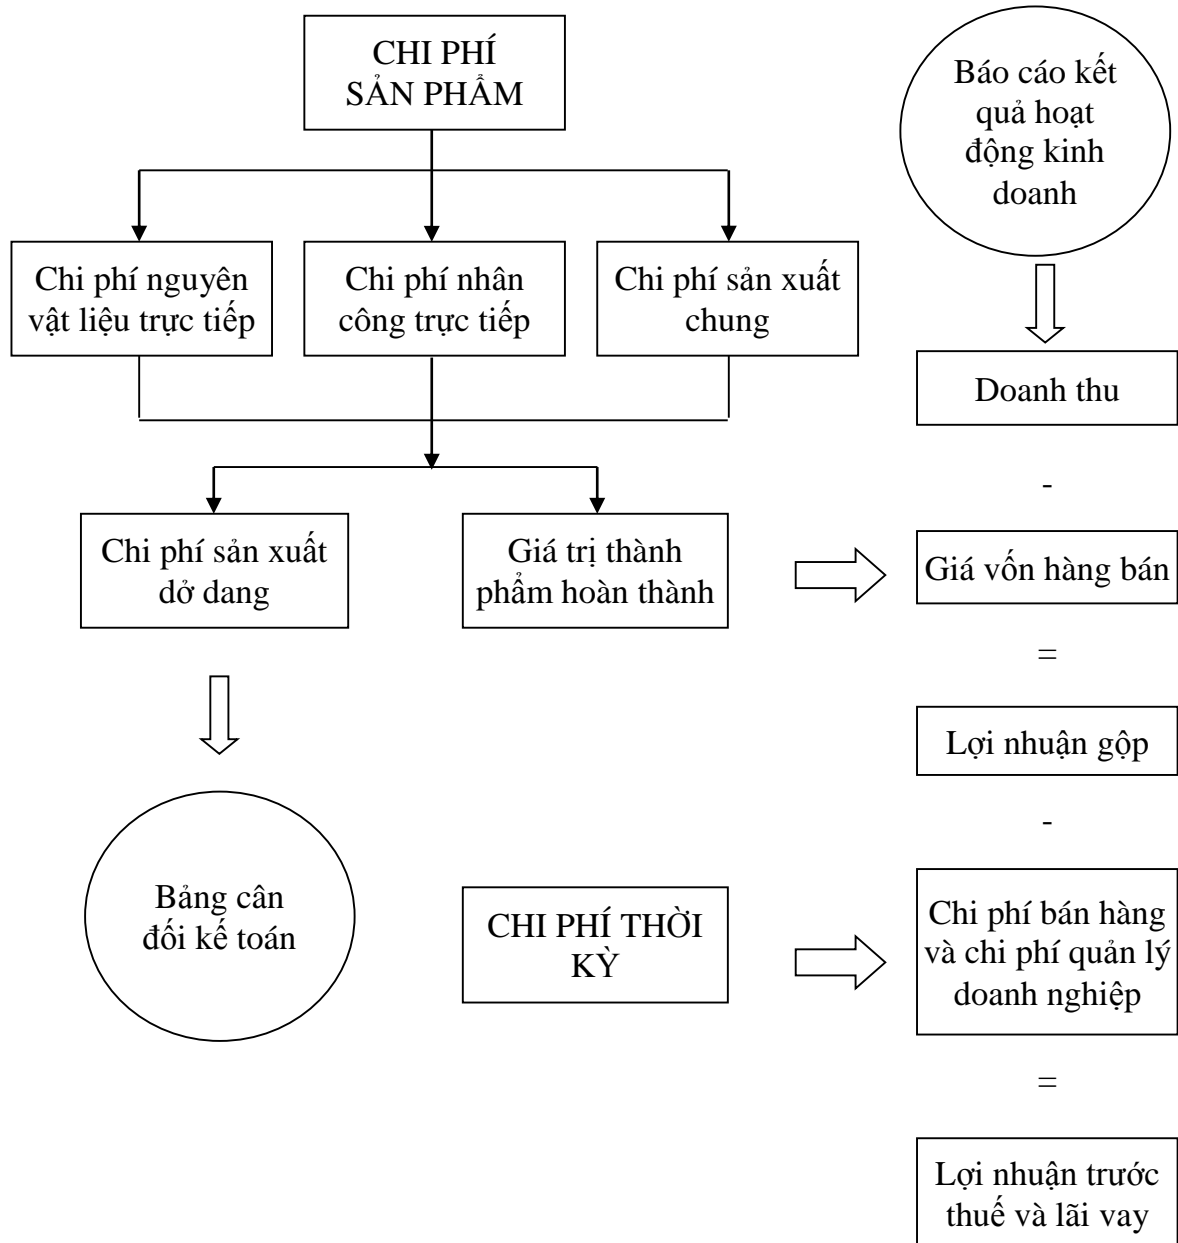 CHI PHÍ
SẢN PHẨM
Báo cáo kết
quả hoạt
động kinh
doanh
Chi phí nguyên
vật liệu trực tiếp
Chi phí nhân
công trực tiếp
Chi phí sản xuất
chung
Doanh thu
-
Chi phí sản xuất
dở dang
Giá trị thành
phẩm hoàn thành
Giá vốn hàng bán
=
Lợi nhuận gộp
-
Bảng cân
đối kế toán
CHI PHÍ THỜI
KỲ
Chi phí bán hàng
và chi phí quản lý
doanh nghiệp
=
Lợi nhuận trước
thuế và lãi vay